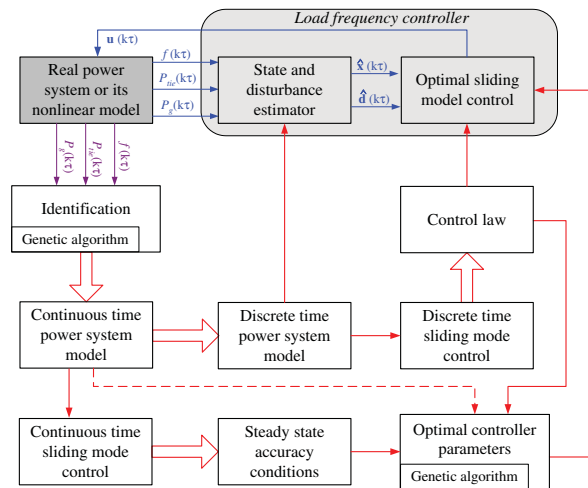 Load frequency controller
u (kτ)
f (kτ)
P_tie(kτ)
P_g(kτ)
Real power
system or its
nonlinear model
State and
disturbance
estimator
x̂ (kτ)
d̂ (kτ)
Optimal sliding
model control
P_g(kτ)
P_tie(kτ)
f (kτ)
Identification
Genetic algorithm
Control law
Continuous time
power system
model
Discrete time
power system
model
Discrete time
sliding mode
control
Continuous time
sliding mode
control
Steady state
accuracy
conditions
Optimal controller
parameters
Genetic algorithm